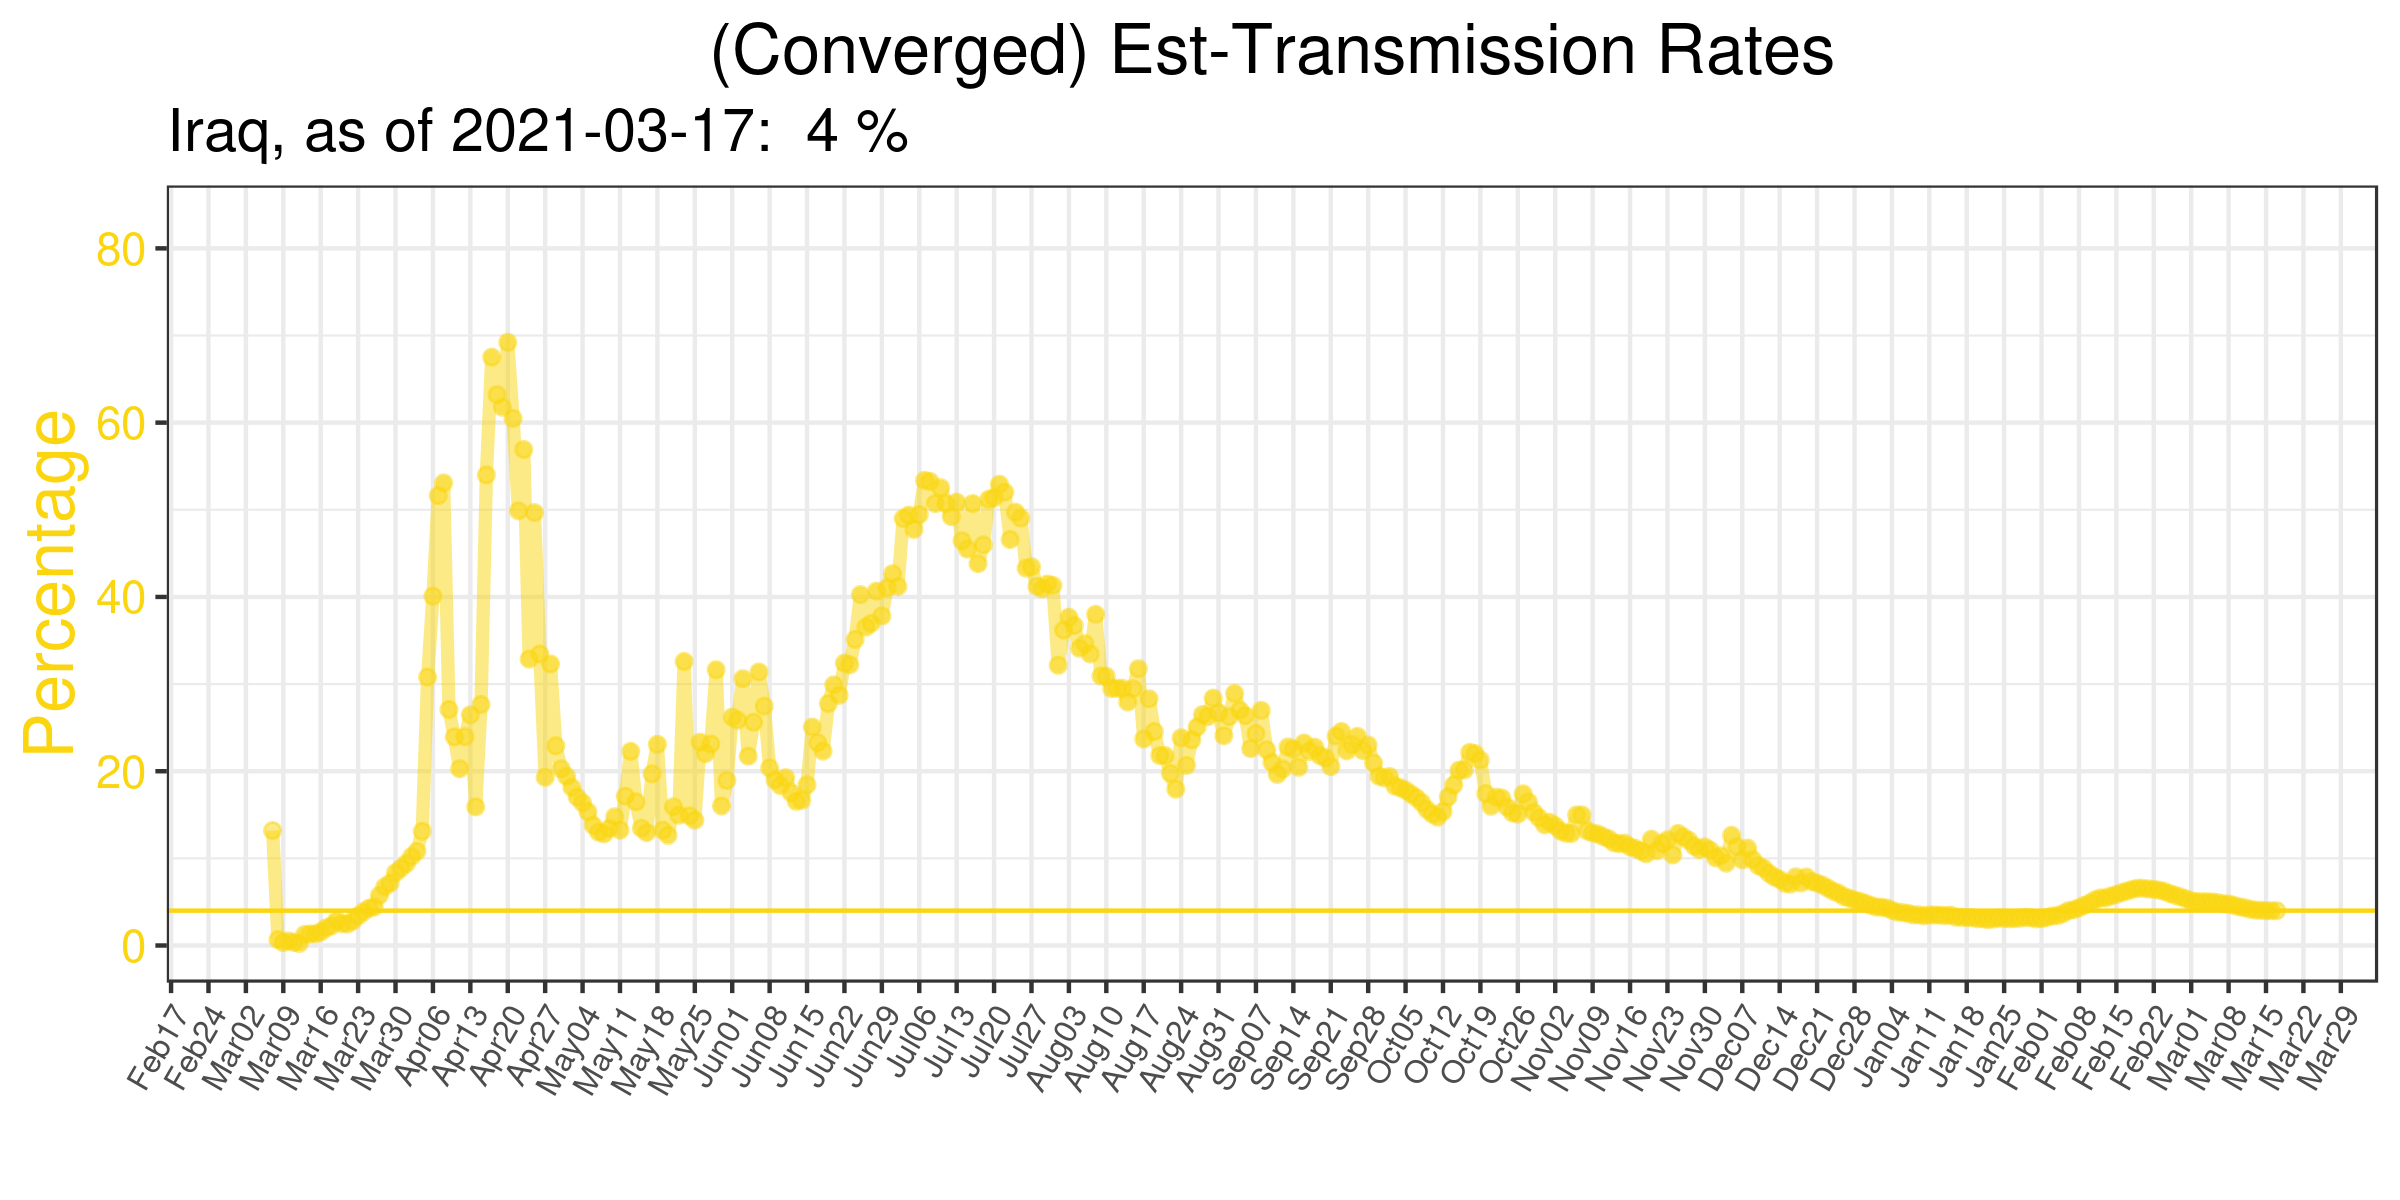 (Converged) Est-Transmission Rates
Iraq, as of 2021-03-17:  4 %
Percentage
80
60
40
20
0
Feb17
Feb24
Mar02
Mar09
Mar16
Mar23
Mar30
Apr06
Apr13
Apr20
Apr27
May04
May11
May18
May25
Jun01
Jun08
Jun15
Jun22
Jun29
Jul06
Jul13
Jul20
Jul27
Aug03
Aug10
Aug17
Aug24
Aug31
Sep07
Sep14
Sep21
Sep28
Oct05
Oct12
Oct19
Oct26
Nov02
Nov09
Nov16
Nov23
Nov30
Dec07
Dec14
Dec21
Dec28
Jan04
Jan11
Jan18
Jan25
Feb01
Feb08
Feb15
Feb22
Mar01
Mar08
Mar15
Mar22
Mar29